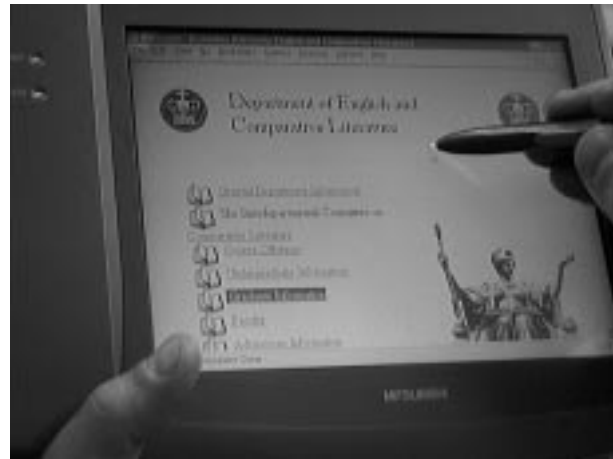 Department of English and
Comparative Literature
General Department Information
The Interdepartmental Committee on
Comparative Literature
Course Offerings
Undergraduate Information
Graduate Information
Faculty
Admissions Information
MITSUBISHI